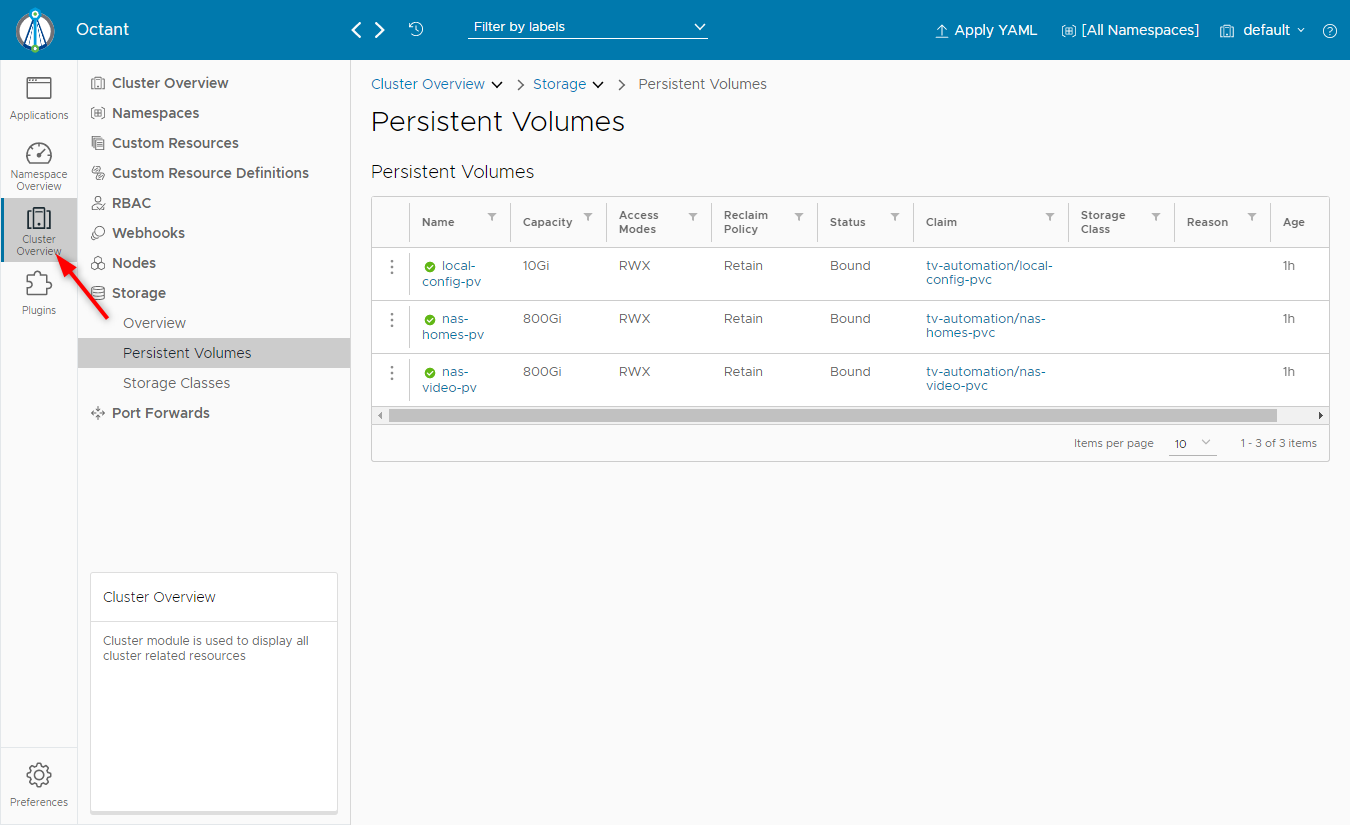 Octant
Filter by labels
Apply YAML
[All Namespaces]
default
Applications
Namespace
Overview
Cluster
Overview
Plugins
Preferences
Cluster Overview
Namespaces
Custom Resources
Custom Resource Definitions
RBAC
Webhooks
Nodes
Storage
Overview
Persistent Volumes
Storage Classes
Port Forwards
Cluster Overview
Cluster module is used to display all
cluster related resources
Cluster Overview > Storage > Persistent Volumes
Persistent Volumes
Persistent Volumes
Name Capacity Access Modes Reclaim Policy Status Claim Storage Class Reason Age
local- 10Gi RWX Retain Bound tv-automation/local- 1h
config-pv config-pvc
nas- 800Gi RWX Retain Bound tv-automation/nas- 1h
homes-pv homes-pvc
nas- 800Gi RWX Retain Bound tv-automation/nas- 1h
video-pv video-pvc
Items per page 10 1 - 3 of 3 items